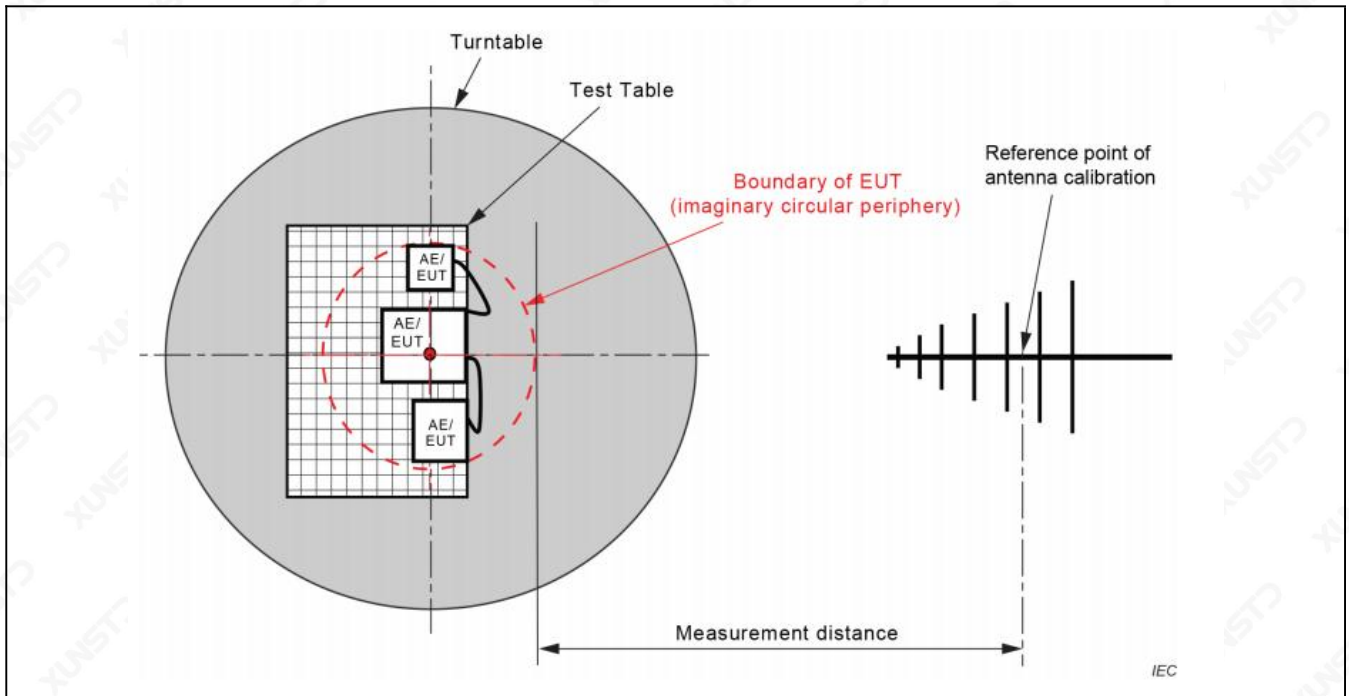 Turntable
Test Table
Boundary of EUT
(imaginary circular periphery)
Reference point of
antenna calibration
AE/
EUT
AE/
EUT
AE/
EUT
Measurement distance
IEC